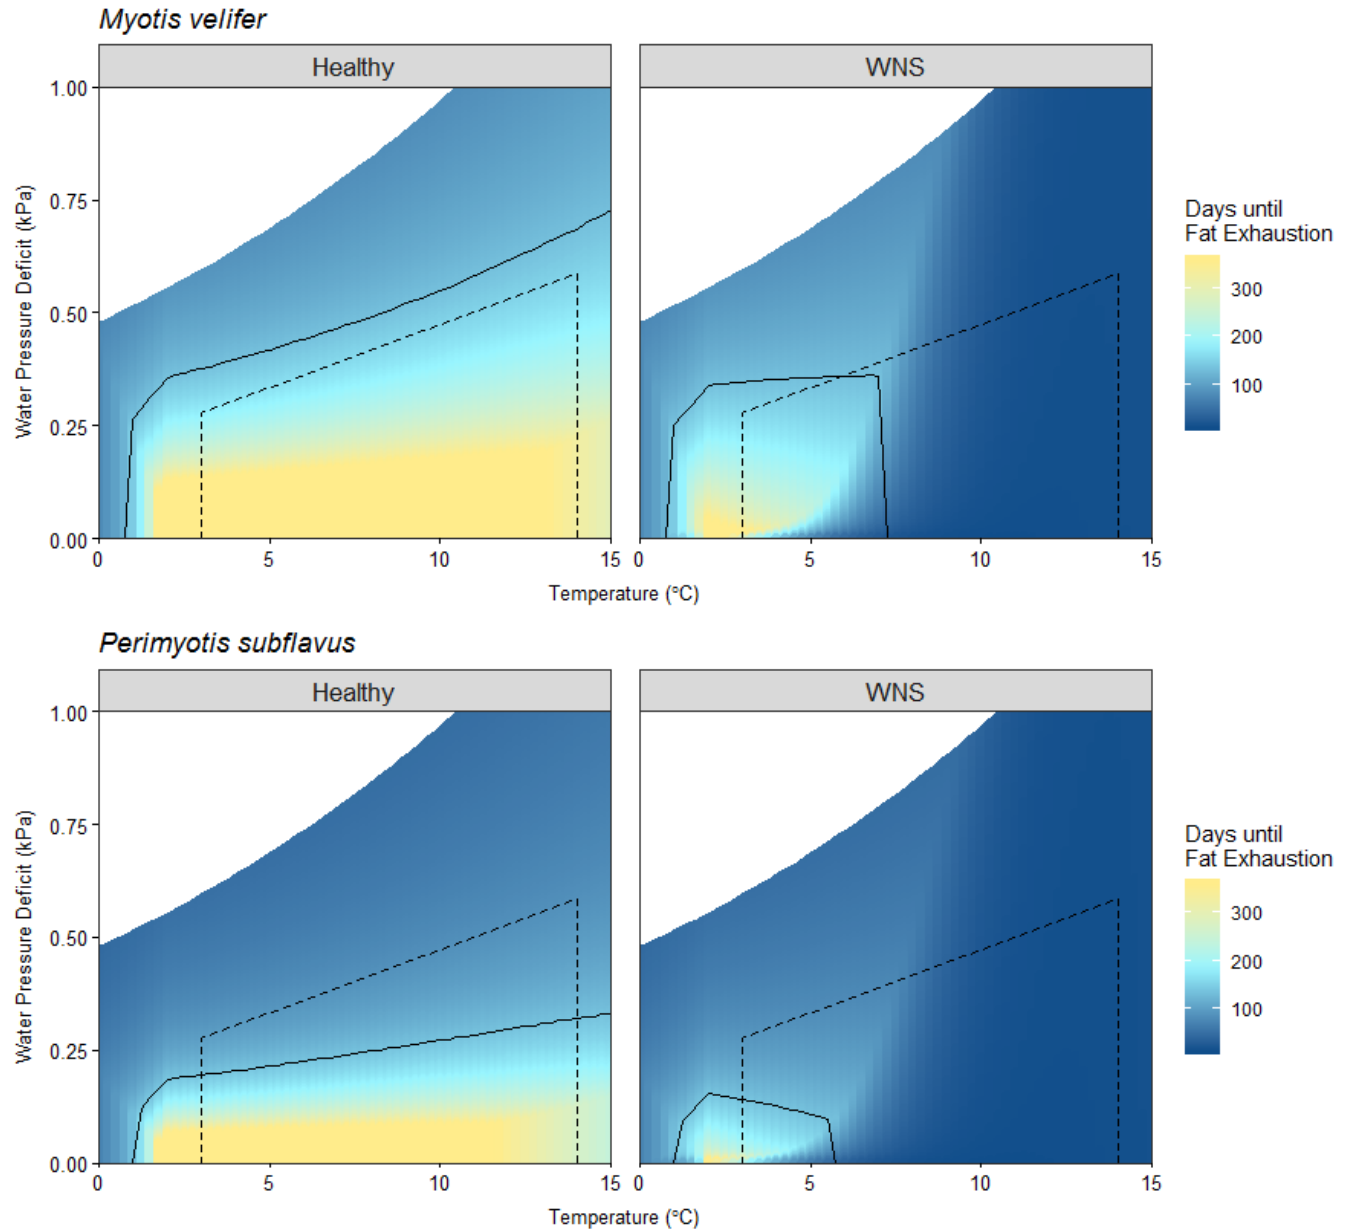 Myotis velifer
Healthy
WNS
1.00
0.75
0.50
0.25
0.00
Water Pressure Deficit (kPa)
0
5
10
15
0
5
10
15
Temperature (°C)
Days until
Fat Exhaustion
300
200
100
Perimyotis subflavus
Healthy
WNS
1.00
0.75
0.50
0.25
0.00
Water Pressure Deficit (kPa)
0
5
10
15
0
5
10
15
Temperature (°C)
Days until
Fat Exhaustion
300
200
100